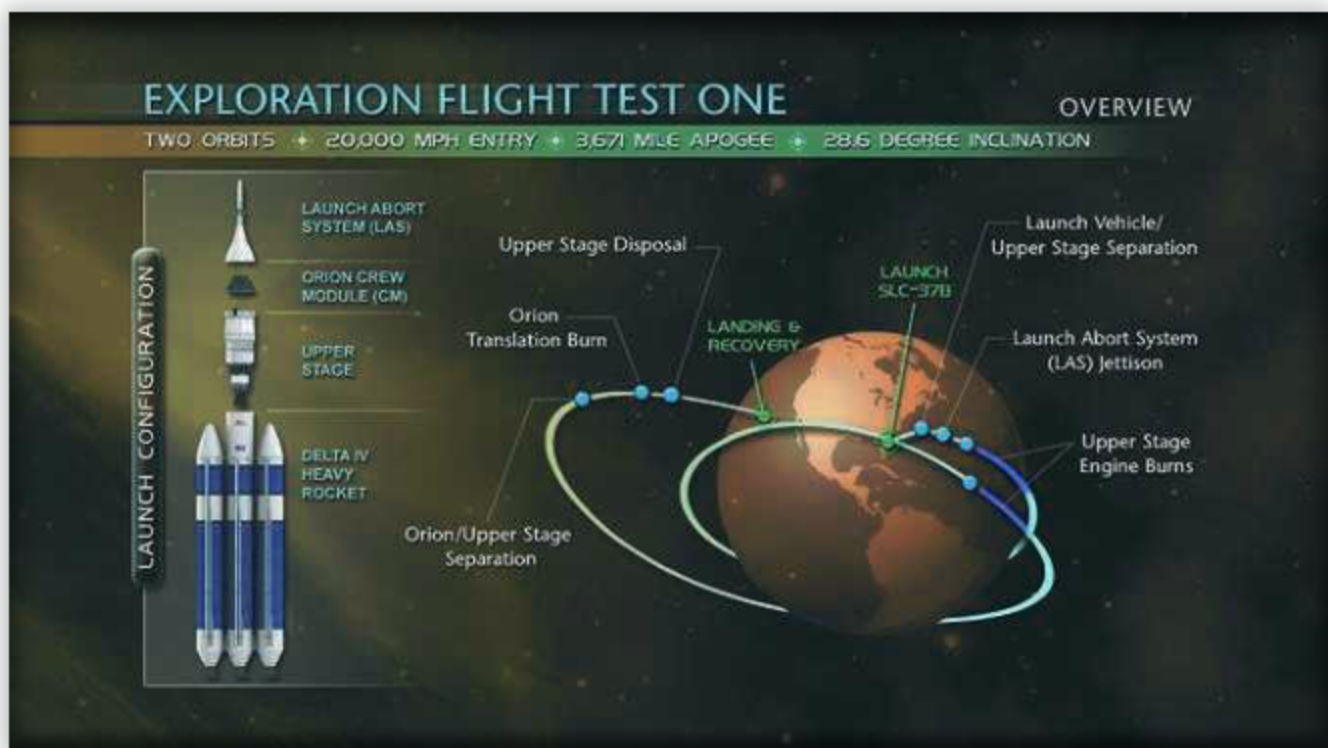 EXPLORATION FLIGHT TEST ONE
OVERVIEW
TWO ORBITS 20,000 MPH ENTRY 3,671 MILE APOGEE 28.6 DEGREE INCLINATION
LAUNCH CONFIGURATION
LAUNCH ABORT
SYSTEM (LAS)
ORION CREW
MODULE (CM)
UPPER
STAGE
DELTA IV
HEAVY
ROCKET
Upper Stage Disposal
Orion
Translation Burn
Orion/Upper Stage
Separation
LANDING &
RECOVERY
LAUNCH
SLC-37B
Launch Vehicle/
Upper Stage Separation
Launch Abort System
(LAS) Jettison
Upper Stage
Engine Burns